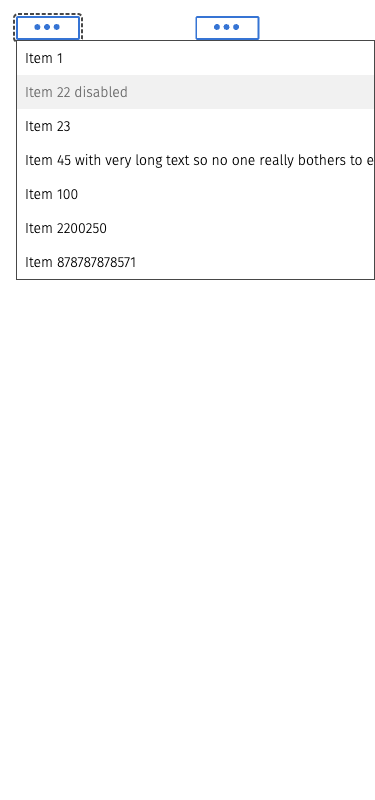 Item 1
Item 22 disabled
Item 23
Item 45 with very long text so no one really bothers to e
Item 100
Item 2200250
Item 878787878571